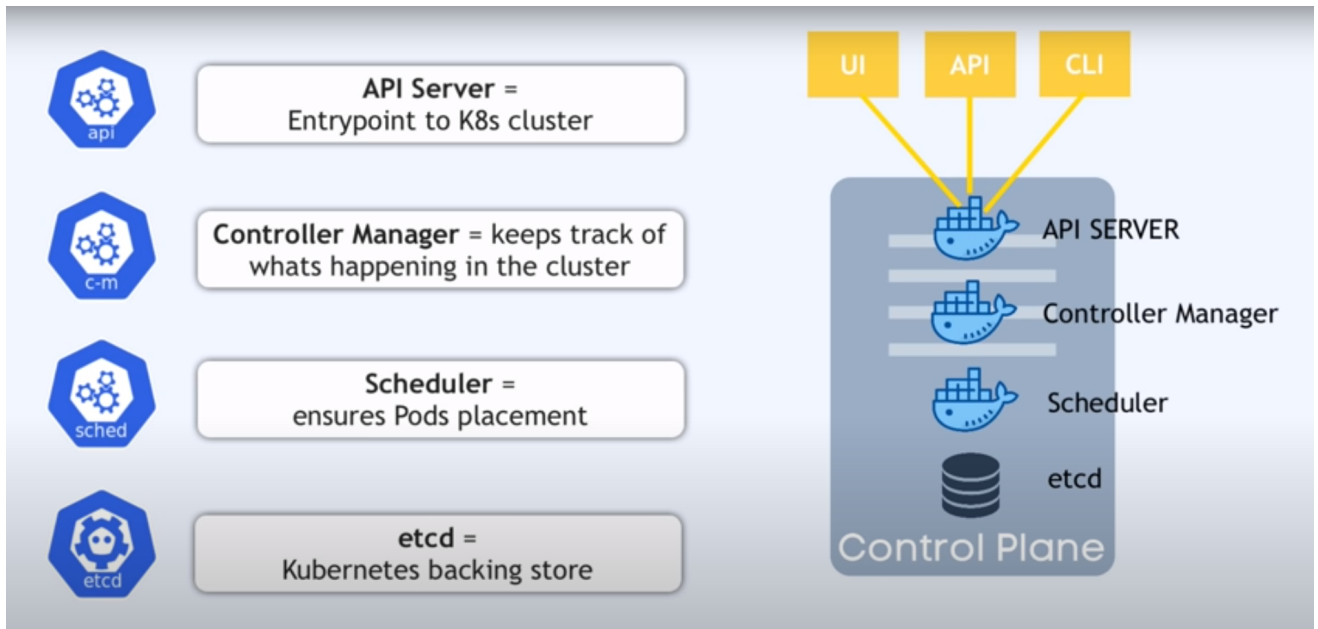 api
API Server =
Entrypoint to K8s cluster
c-m
Controller Manager = keeps track of
whats happening in the cluster
sched
Scheduler =
ensures Pods placement
etcd
etcd =
Kubernetes backing store
UI
API
CLI
API SERVER
Controller Manager
Scheduler
etcd
Control Plane